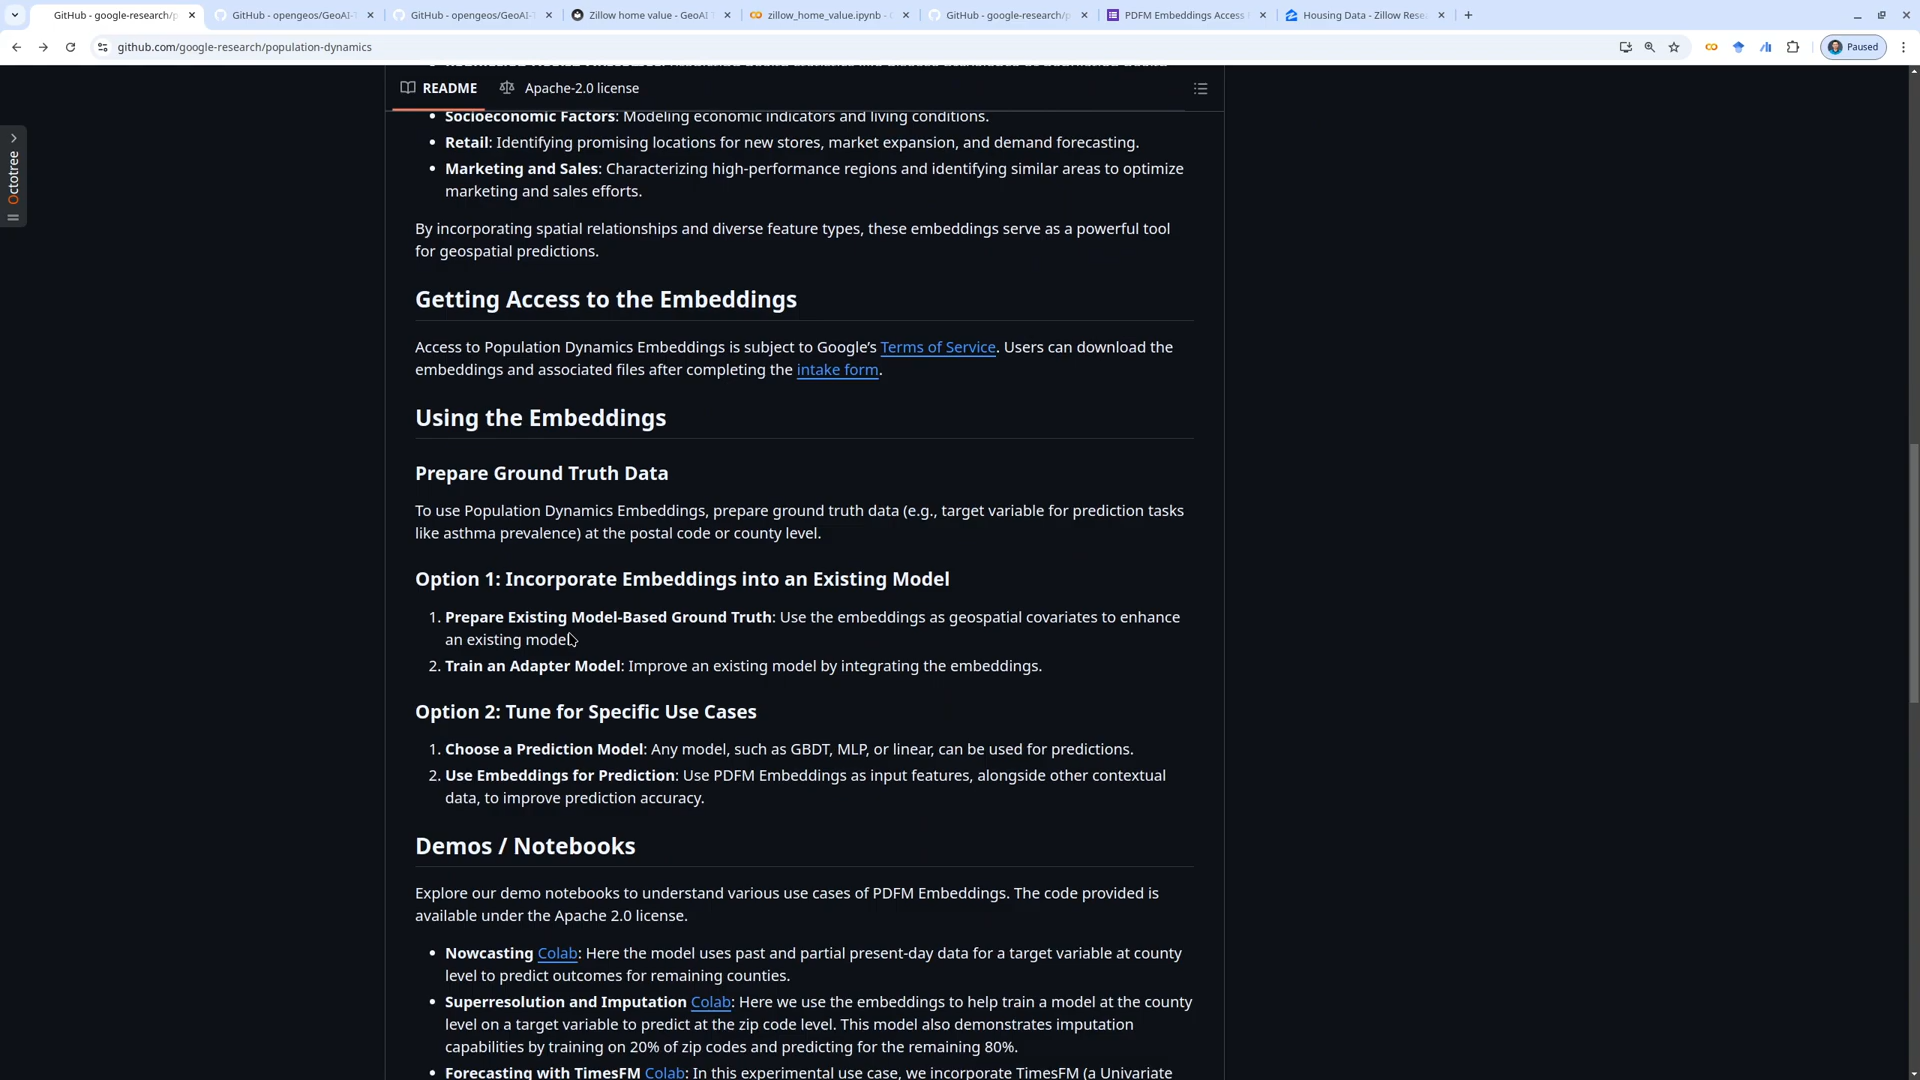 GitHub - google-research/p
GitHub - opengeos/GeoAI-T
GitHub - opengeos/GeoAI-T
Zillow home value - GeoAI T
zillow_home_value.ipynb - C
GitHub - google-research/p
PDFM Embeddings Access
Housing Data - Zillow Rese
github.com/google-research/population-dynamics
Paused
Octotree
README
Apache-2.0 license
Socioeconomic Factors: Modeling economic indicators and living conditions.
Retail: Identifying promising locations for new stores, market expansion, and demand forecasting.
Marketing and Sales: Characterizing high-performance regions and identifying similar areas to optimize
marketing and sales efforts.
By incorporating spatial relationships and diverse feature types, these embeddings serve as a powerful tool
for geospatial predictions.
Getting Access to the Embeddings
Access to Population Dynamics Embeddings is subject to Google's Terms of Service. Users can download the
embeddings and associated files after completing the intake form.
Using the Embeddings
Prepare Ground Truth Data
To use Population Dynamics Embeddings, prepare ground truth data (e.g., target variable for prediction tasks
like asthma prevalence) at the postal code or county level.
Option 1: Incorporate Embeddings into an Existing Model
1. Prepare Existing Model-Based Ground Truth: Use the embeddings as geospatial covariates to enhance
an existing model.
2. Train an Adapter Model: Improve an existing model by integrating the embeddings.
Option 2: Tune for Specific Use Cases
1. Choose a Prediction Model: Any model, such as GBDT, MLP, or linear, can be used for predictions.
2. Use Embeddings for Prediction: Use PDFM Embeddings as input features, alongside other contextual
data, to improve prediction accuracy.
Demos / Notebooks
Explore our demo notebooks to understand various use cases of PDFM Embeddings. The code provided is
available under the Apache 2.0 license.
Nowcasting Colab: Here the model uses past and partial present-day data for a target variable at county
level to predict outcomes for remaining counties.
Superresolution and Imputation Colab: Here we use the embeddings to help train a model at the county
level on a target variable to predict at the zip code level. This model also demonstrates imputation
capabilities by training on 20% of zip codes and predicting for the remaining 80%.
Forecasting with TimesFM Colab: In this experimental use case, we incorporate TimesFM (a Univariate